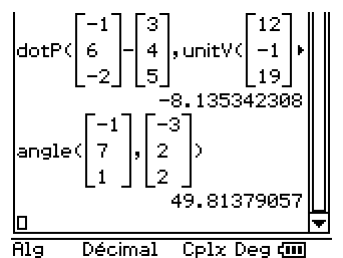 dotP([-1 6 -2]-[3 4 5],unitV([12 -1 19]▶
-8.135342308
angle([-1 7 1],[-3 2 2])
49.81379057
Alg Décimal Cplx Deg